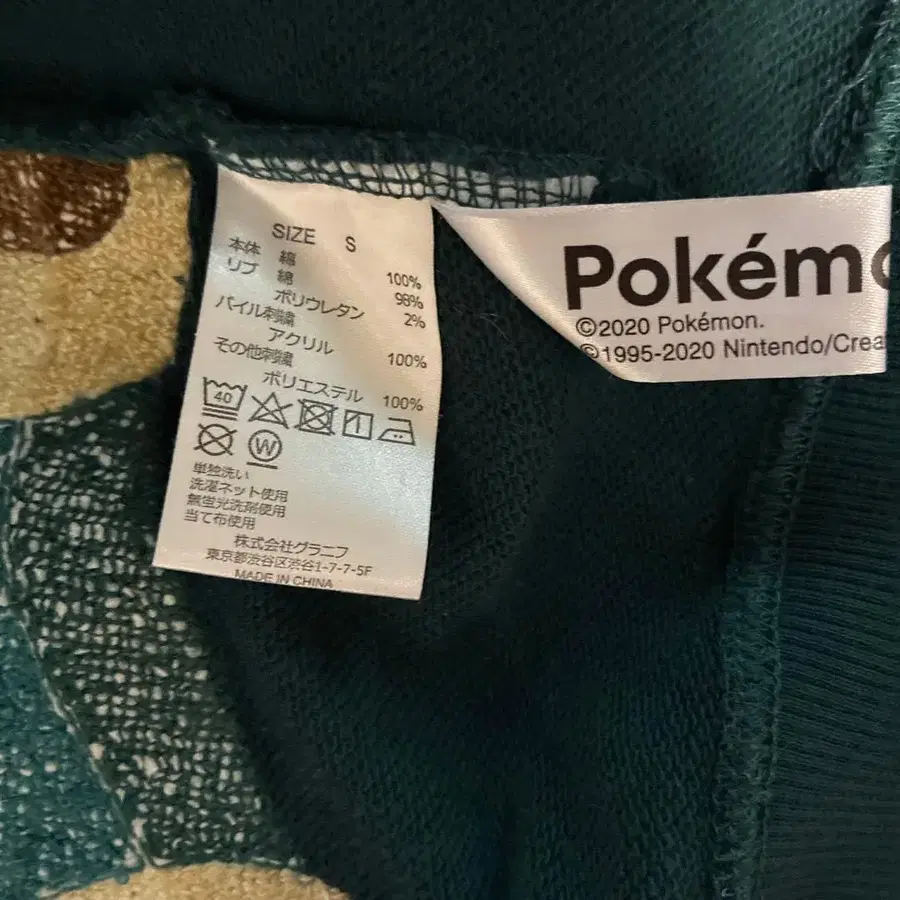 SIZE S
本体 綿 100%
リブ 綿 98%
ポリウレタン 2%
パイル刺繍
アクリル 100%
その他刺繍
ポリエステル 100%
40
W
単独洗い
洗濯ネット使用
無蛍光洗剤使用
当て布使用
株式会社グラニフ
東京都渋谷区渋谷1-7-7-5F
MADE IN CHINA
Pokém
©2020 Pokémon.
©1995-2020 Nintendo/Crea